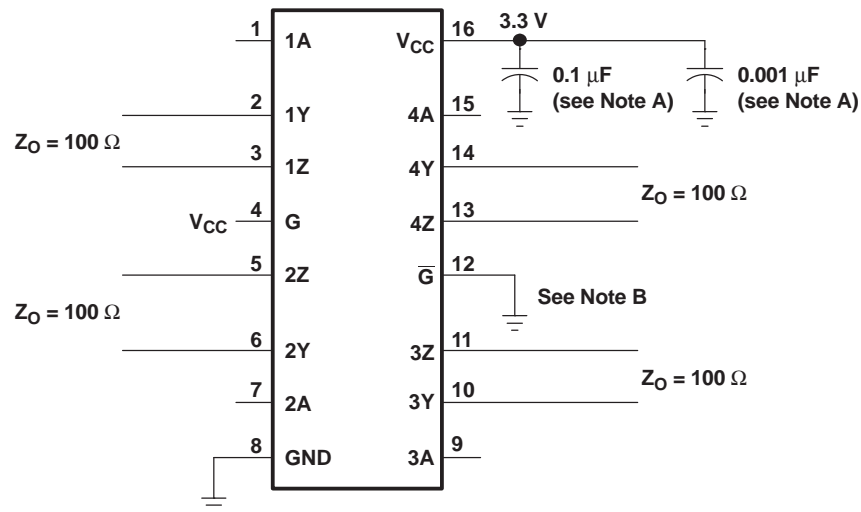 3.3 V
1 1A VCC 16
0.1 μF
(see Note A)
0.001 μF
(see Note A)
2 1Y 4A 15
ZO = 100 Ω
3 1Z 4Y 14
ZO = 100 Ω
VCC 4 G 4Z 13
5 2Z G̅ 12
See Note B
ZO = 100 Ω
6 2Y 3Z 11
ZO = 100 Ω
7 2A 3Y 10
8 GND 3A 9